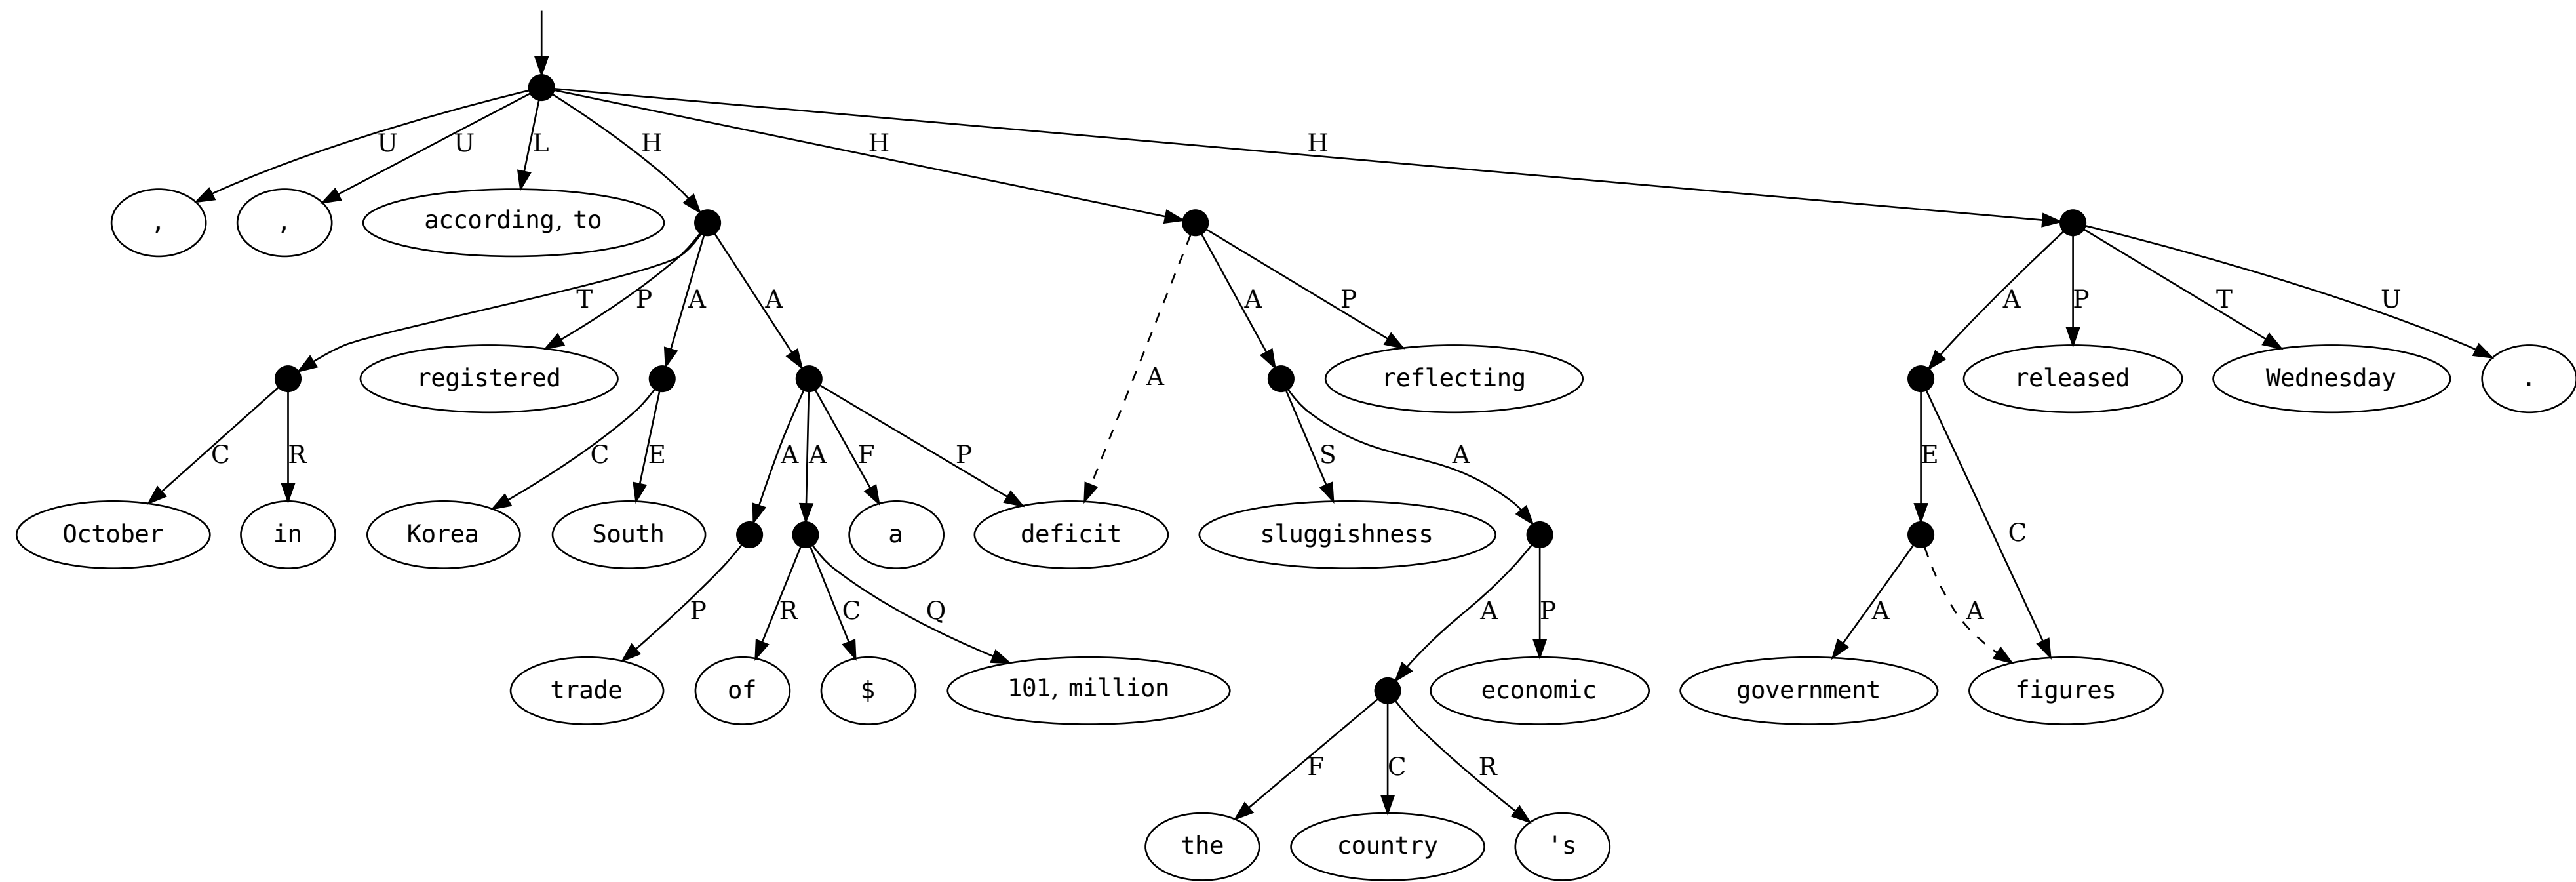 U U L H H H
, , according, to
T P A A A P A P T U
registered reflecting released Wednesday .
A
C R C E A A F P S A E
C
October in Korea South a deficit sluggishness
P R C Q A P A A
trade of $ 101, million economic government figures
F C R
the country 's